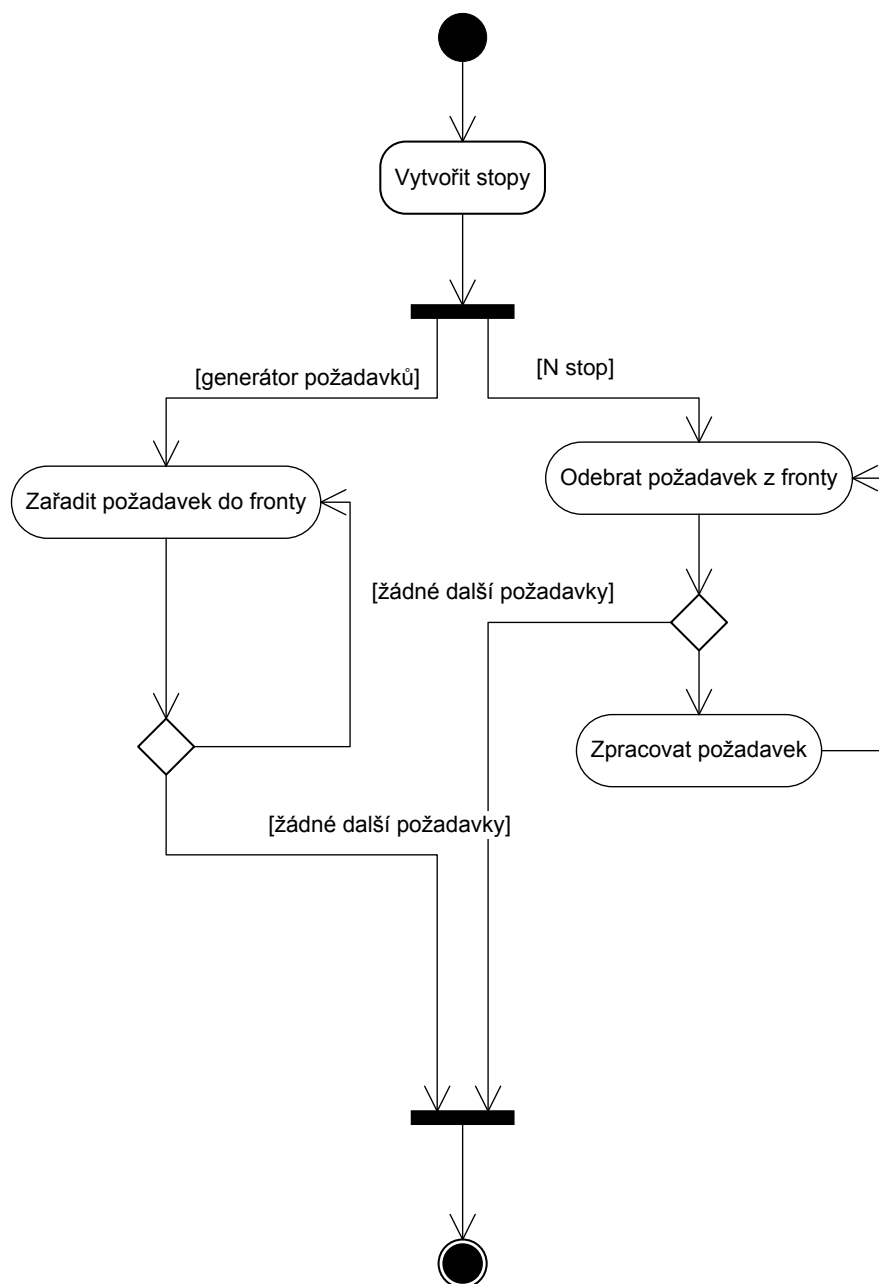 Vytvořit stopy
[generátor požadavků]
[N stop]
Zařadit požadavek do fronty
Odebrat požadavek z fronty
[žádné další požadavky]
Zpracovat požadavek
[žádné další požadavky]